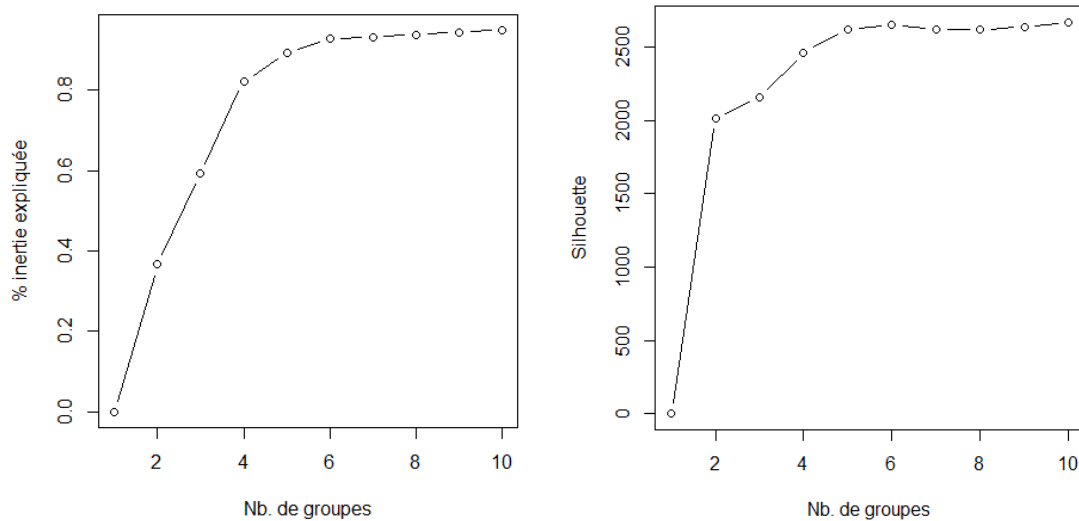 % inertie expliquée
0.0 0.2 0.4 0.6 0.8
2 4 6 8 10
Nb. de groupes
Silhouette
0 500 1000 1500 2000 2500
2 4 6 8 10
Nb. de groupes